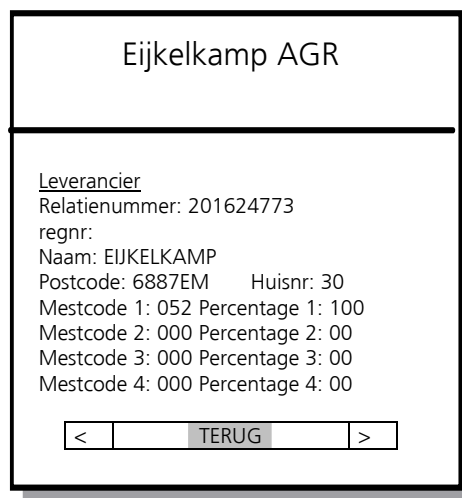 Eijkelkamp AGR
Leverancier
Relatienummer: 201624773
regnr:
Naam: EIJKELKAMP
Postcode: 6887EM Huisnr: 30
Mestcode 1: 052 Percentage 1: 100
Mestcode 2: 000 Percentage 2: 00
Mestcode 3: 000 Percentage 3: 00
Mestcode 4: 000 Percentage 4: 00
< TERUG >